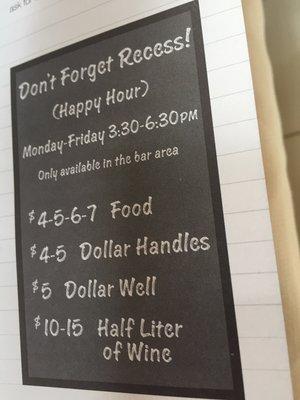 ask for
Don't Forget Recess!
(Happy Hour)
Monday-Friday 3:30-6:30PM
Only available in the bar area
$4-5-6-7 Food
$4-5 Dollar Handles
$5 Dollar Well
$10-15 Half Liter
of Wine